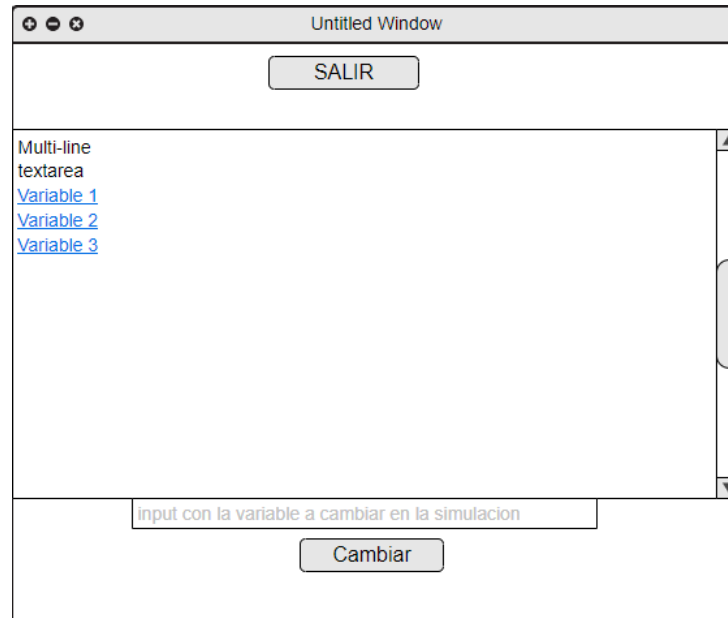 Untitled Window
SALIR
Multi-line
textarea
Variable 1
Variable 2
Variable 3
input con la variable a cambiar en la simulacion
Cambiar